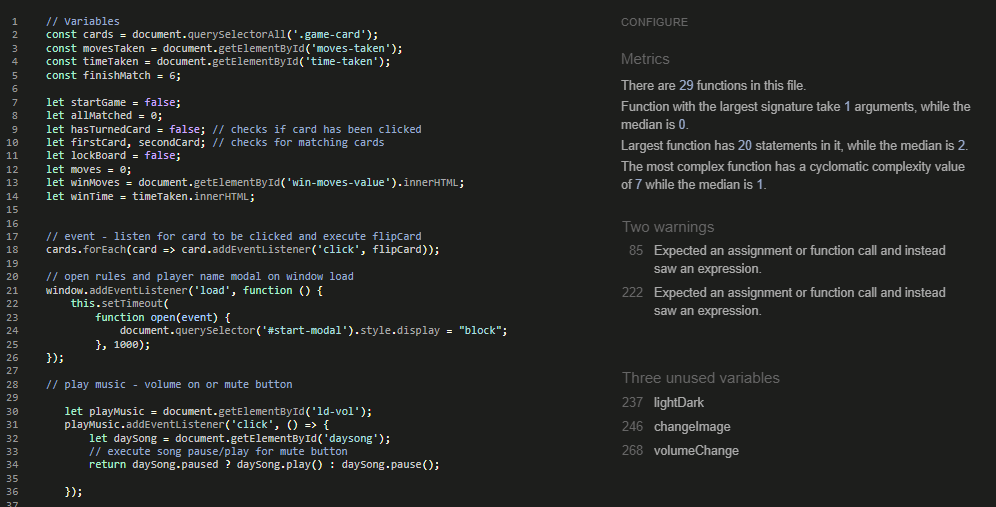 1 // Variables
2 const cards = document.querySelectorAll('.game-card');
3 const movesTaken = document.getElementById('moves-taken');
4 const timeTaken = document.getElementById('time-taken');
5 const finishMatch = 6;
6
7 let startGame = false;
8 let allMatched = 0;
9 let hasTurnedCard = false; // checks if card has been clicked
10 let firstCard, secondCard; // checks for matching cards
11 let lockBoard = false;
12 let moves = 0;
13 let winMoves = document.getElementById('win-moves-value').innerHTML;
14 let winTime = timeTaken.innerHTML;
15
16
17 // event - listen for card to be clicked and execute flipCard
18 cards.forEach(card => card.addEventListener('click', flipCard));
19
20 // open rules and player name modal on window load
21 window.addEventListener('load', function () {
22 this.setTimeout(
23 function open(event) {
24 document.querySelector('#start-modal').style.display = "block";
25 }, 1000);
26 });
27
28 // play music - volume on or mute button
29
30 let playMusic = document.getElementById('ld-vol');
31 playMusic.addEventListener('click', () => {
32 let daySong = document.getElementById('daysong');
33 // execute song pause/play for mute button
34 return daySong.paused ? daySong.play() : daySong.pause();
35
36 });
37
CONFIGURE
Metrics
There are 29 functions in this file.
Function with the largest signature take 1 arguments, while the
median is 0.
Largest function has 20 statements in it, while the median is 2.
The most complex function has a cyclomatic complexity value
of 7 while the median is 1.
Two warnings
85 Expected an assignment or function call and instead
saw an expression.
222 Expected an assignment or function call and instead
saw an expression.
Three unused variables
237 lightDark
246 changeImage
268 volumeChange